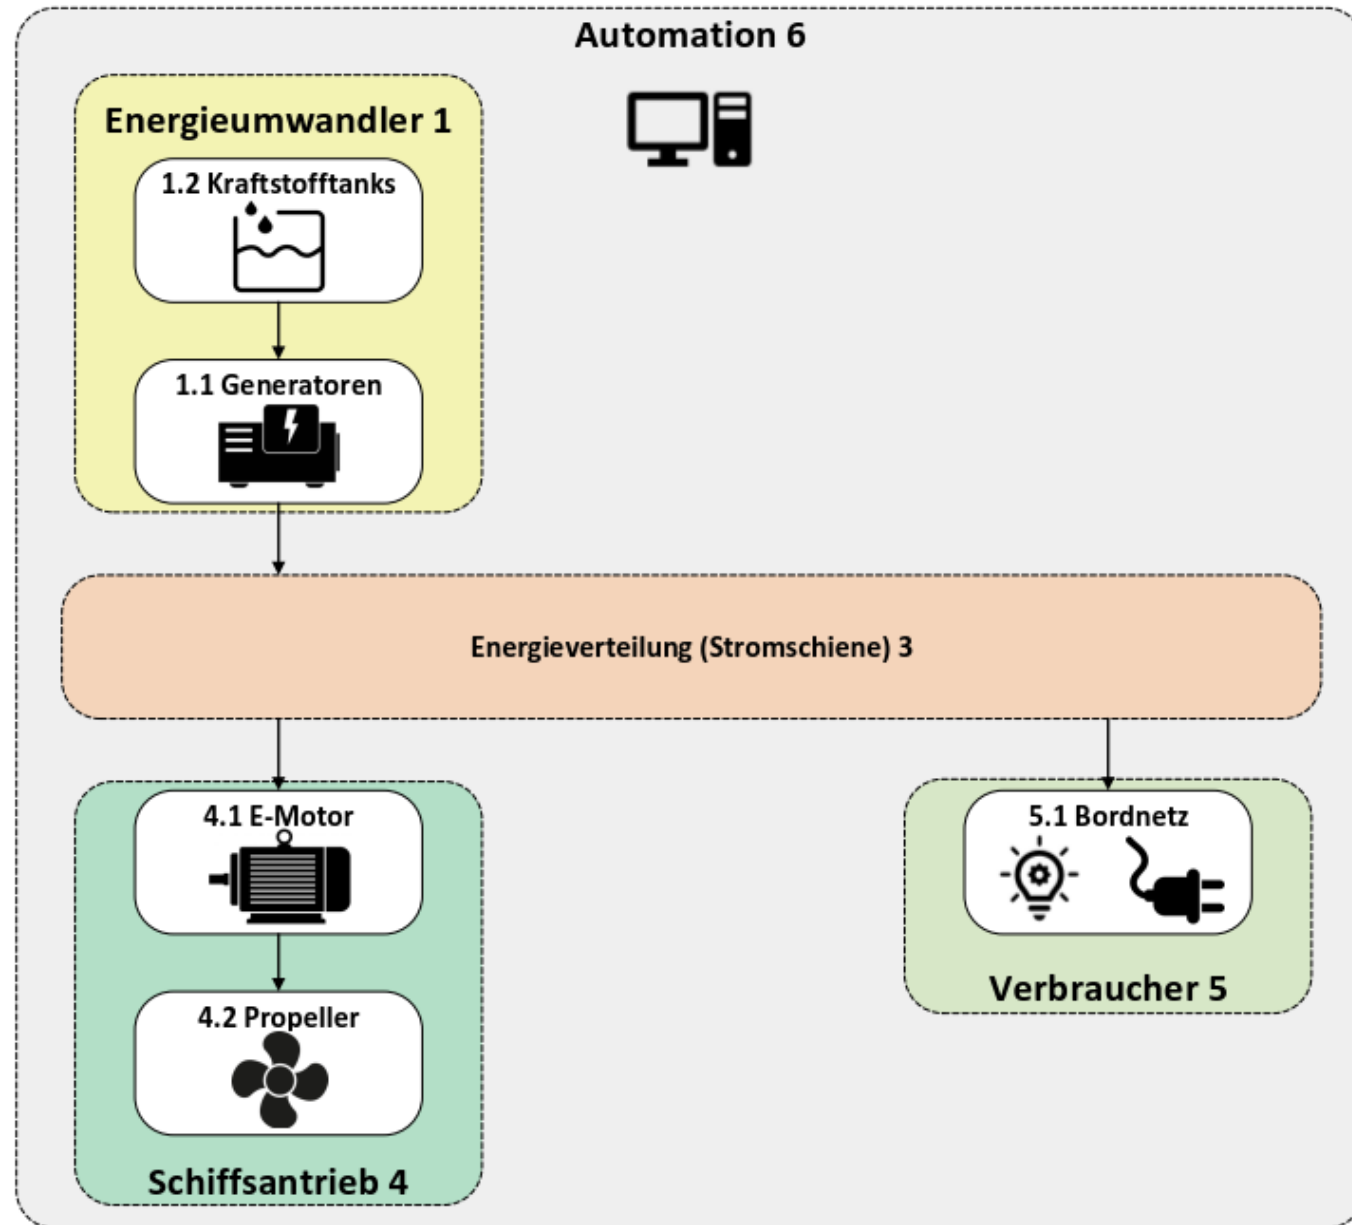 Automation 6
Energieumwandler 1
1.2 Kraftstofftanks
1.1 Generatoren
Energieverteilung (Stromschiene) 3
4.1 E-Motor
4.2 Propeller
Schiffsantrieb 4
5.1 Bordnetz
Verbraucher 5